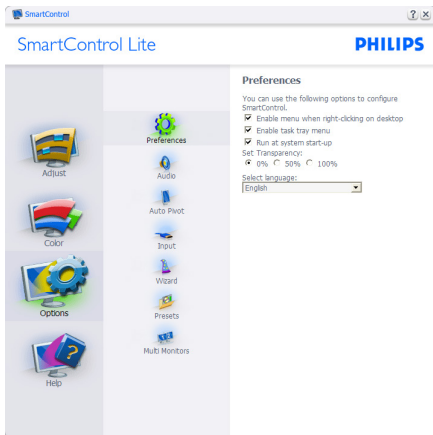 SmartControl
SmartControl Lite
PHILIPS
Adjust
Color
Options
Help
Preferences
Audio
Auto Pivot
Input
Wizard
Presets
Multi Monitors
Preferences
You can use the following options to configure
SmartControl.
Enable menu when right-clicking on desktop
Enable task tray menu
Run at system start-up
Set Transparency:
0% 50% 100%
Select language:
English